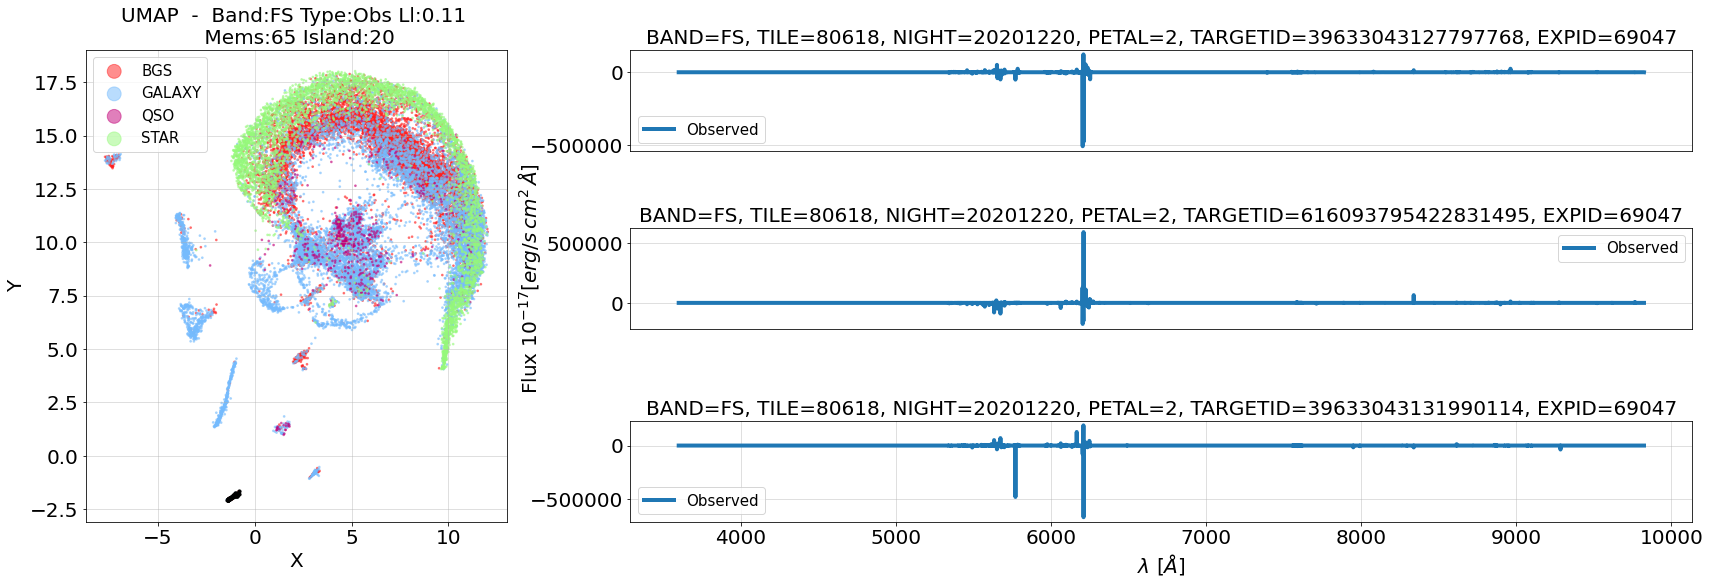 UMAP - Band:FS Type:Obs Ll:0.11
Mems:65 Island:20
BGS
GALAXY
QSO
STAR
17.5
15.0
12.5
10.0
7.5
5.0
2.5
0.0
−2.5
Y
−5
0
5
10
X
Flux 10−17[erg/s cm2 Å]
BAND=FS, TILE=80618, NIGHT=20201220, PETAL=2, TARGETID=39633043127797768, EXPID=69047
0
−500000
Observed
BAND=FS, TILE=80618, NIGHT=20201220, PETAL=2, TARGETID=616093795422831495, EXPID=69047
500000
0
Observed
BAND=FS, TILE=80618, NIGHT=20201220, PETAL=2, TARGETID=39633043131990114, EXPID=69047
0
−500000
Observed
4000
5000
6000
7000
8000
9000
10000
λ [Å]